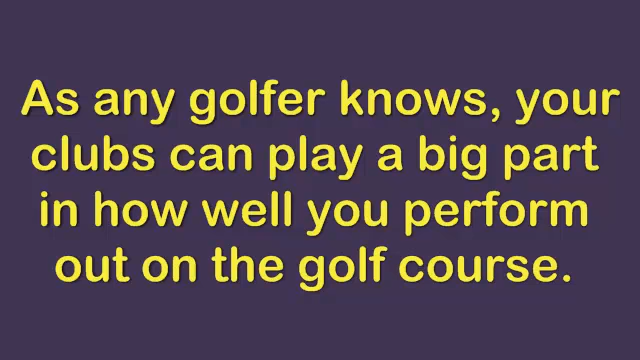 As any golfer knows, your
clubs can play a big part
in how well you perform
out on the golf course.